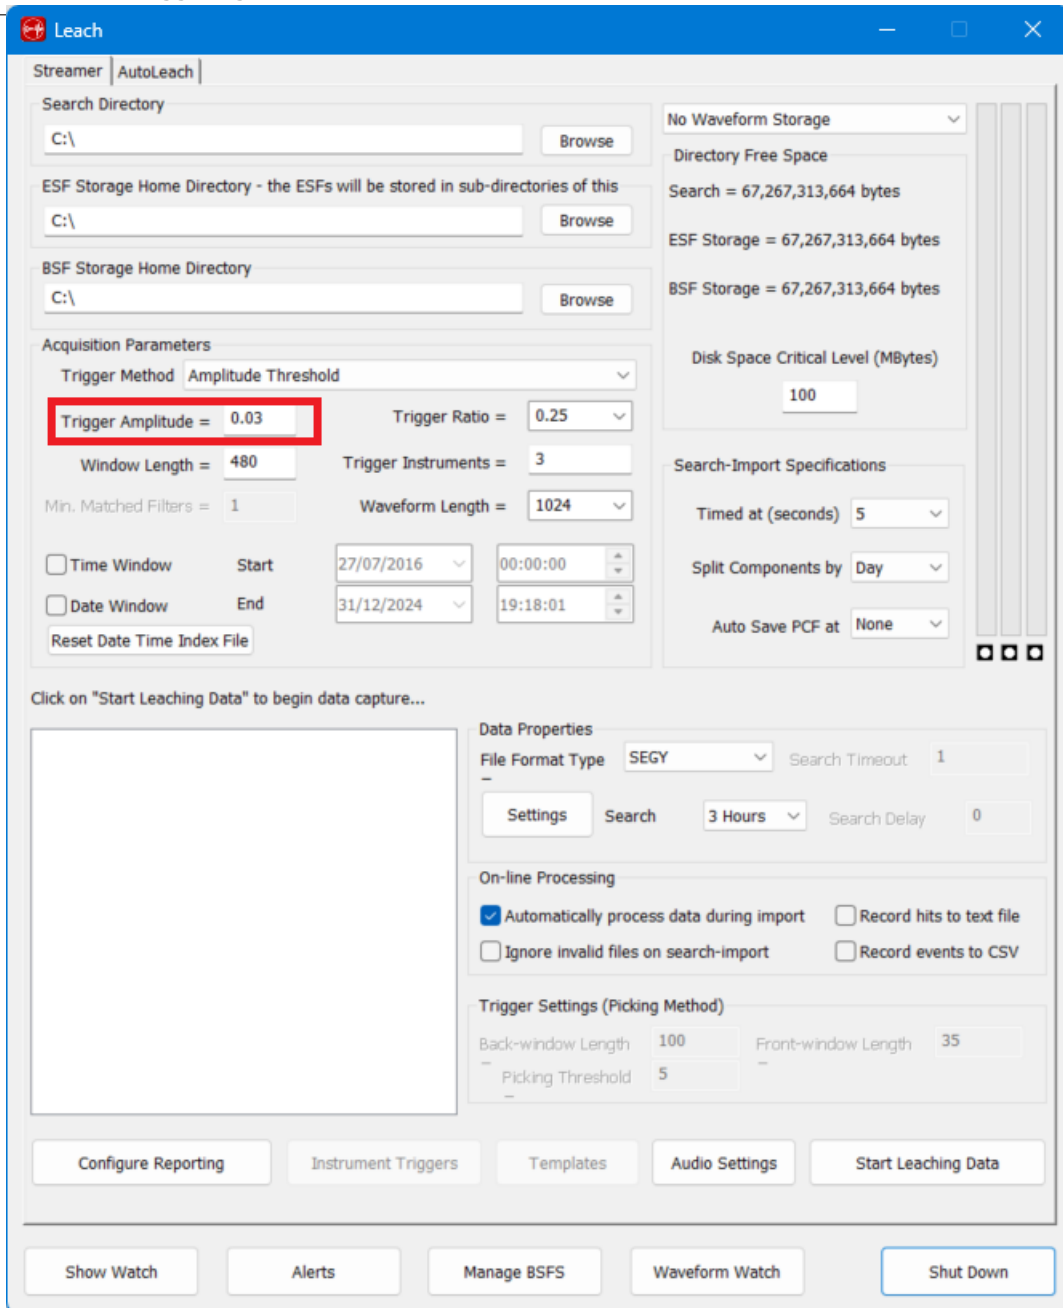 Leach
Streamer AutoLeach
Search Directory
C:\ Browse
No Waveform Storage
Directory Free Space
Search = 67,267,313,664 bytes
ESF Storage Home Directory - the ESFs will be stored in sub-directories of this
C:\ Browse
ESF Storage = 67,267,313,664 bytes
BSF Storage Home Directory
C:\ Browse
BSF Storage = 67,267,313,664 bytes
Disk Space Critical Level (MBytes)
100
Acquisition Parameters
Trigger Method Amplitude Threshold
Trigger Amplitude = 0.03 Trigger Ratio = 0.25
Window Length = 480 Trigger Instruments = 3
Min. Matched Filters = 1 Waveform Length = 1024
Time Window Start 27/07/2016 00:00:00
Date Window End 31/12/2024 19:18:01
Reset Date Time Index File
Search-Import Specifications
Timed at (seconds) 5
Split Components by Day
Auto Save PCF at None
Click on "Start Leaching Data" to begin data capture...
Data Properties
File Format Type SEGY Search Timeout 1
Settings Search 3 Hours Search Delay 0
On-line Processing
Automatically process data during import Record hits to text file
Ignore invalid files on search-import Record events to CSV
Trigger Settings (Picking Method)
Back-window Length 100 Front-window Length 35
Picking Threshold 5
Configure Reporting Instrument Triggers Templates Audio Settings Start Leaching Data
Show Watch Alerts Manage BSFS Waveform Watch Shut Down